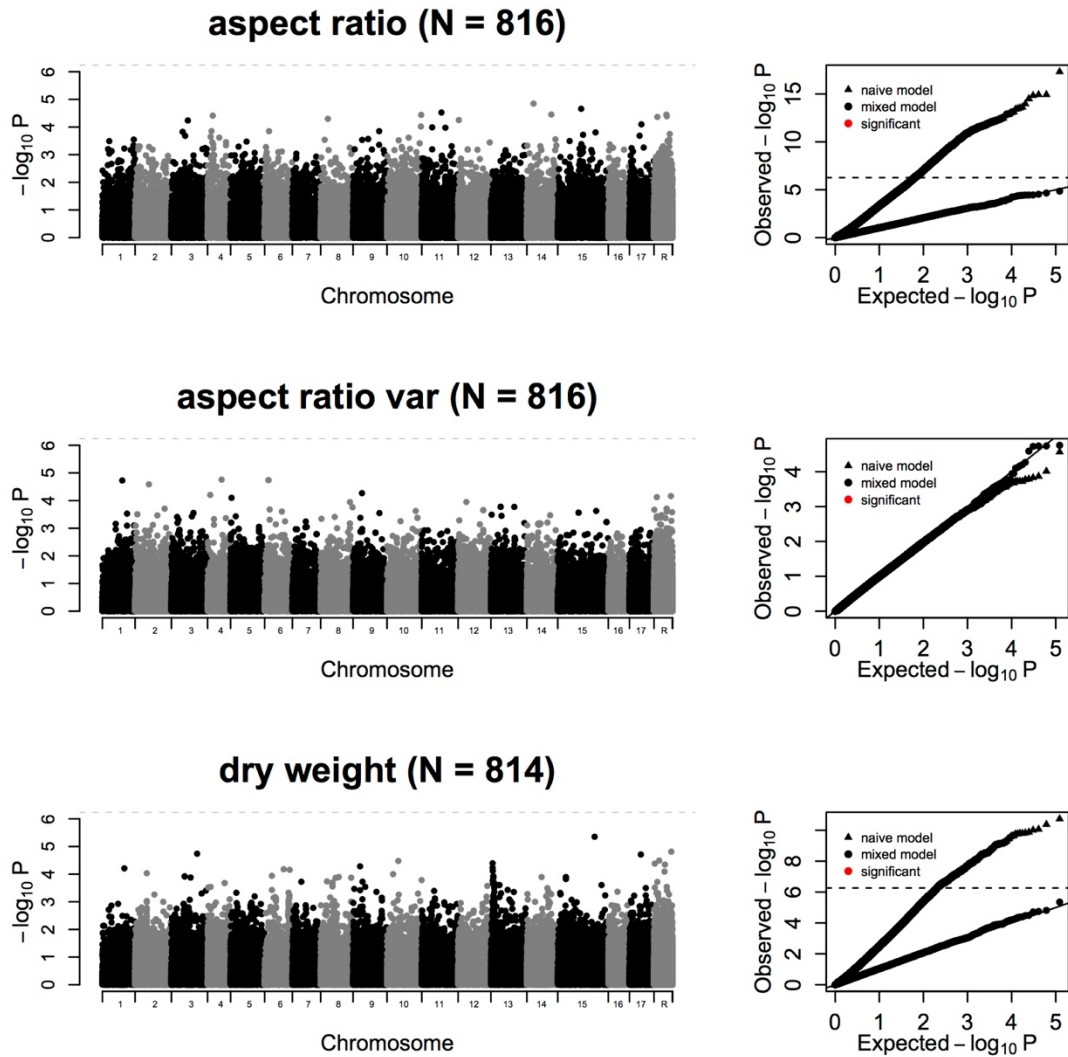 aspect ratio (N = 816)
− log₁₀ P
0 1 2 3 4 5 6
1 2 3 4 5 6 7 8 9 10 11 12 13 14 15 16 17 R
Chromosome
Observed − log₁₀ P
0 5 10 15
naive model
mixed model
significant
0 1 2 3 4 5
Expected − log₁₀ P
aspect ratio var (N = 816)
− log₁₀ P
0 1 2 3 4 5 6
1 2 3 4 5 6 7 8 9 10 11 12 13 14 15 16 17 R
Chromosome
Observed − log₁₀ P
0 1 2 3 4
naive model
mixed model
significant
0 1 2 3 4 5
Expected − log₁₀ P
dry weight (N = 814)
− log₁₀ P
0 1 2 3 4 5 6
1 2 3 4 5 6 7 8 9 10 11 12 13 14 15 16 17 R
Chromosome
Observed − log₁₀ P
0 2 4 6 8
naive model
mixed model
significant
0 1 2 3 4 5
Expected − log₁₀ P